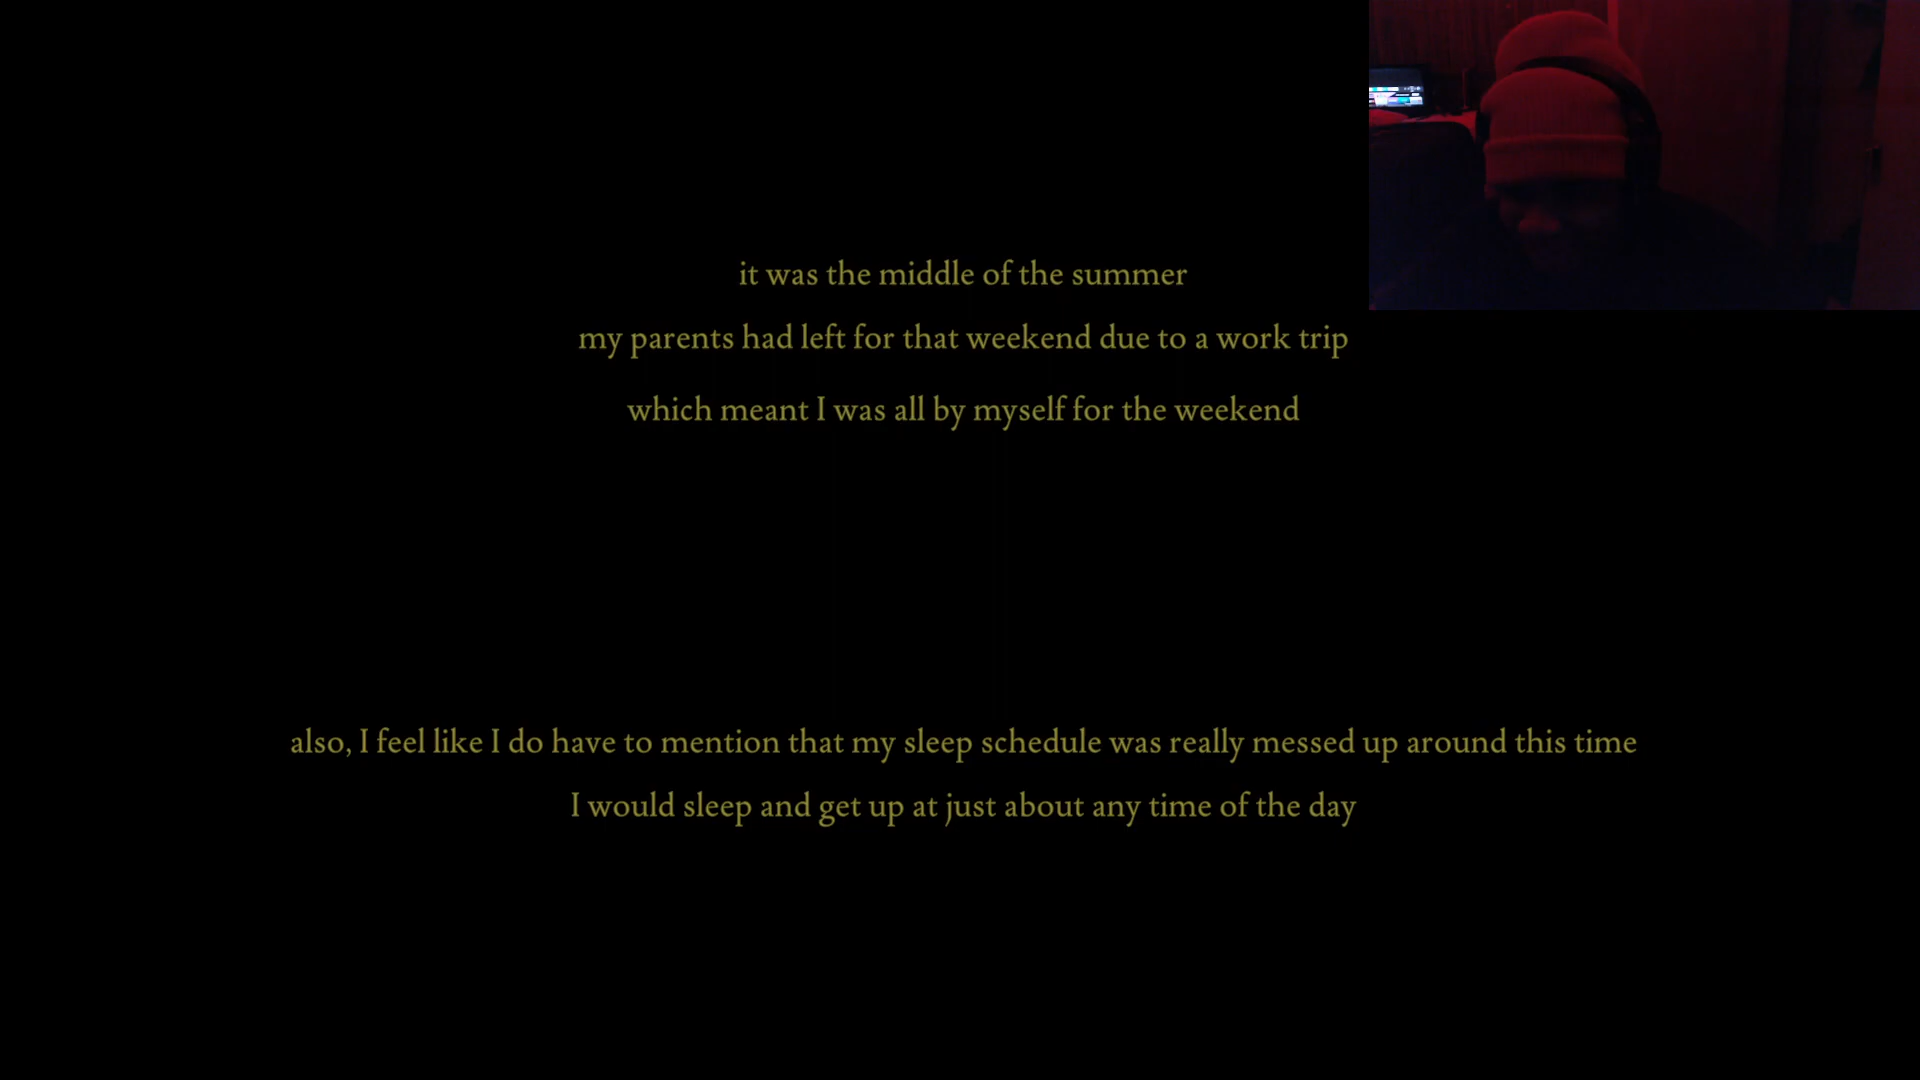 it was the middle of the summer
my parents had left for that weekend due to a work trip
which meant I was all by myself for the weekend
also, I feel like I do have to mention that my sleep schedule was really messed up around this time
I would sleep and get up at just about any time of the day